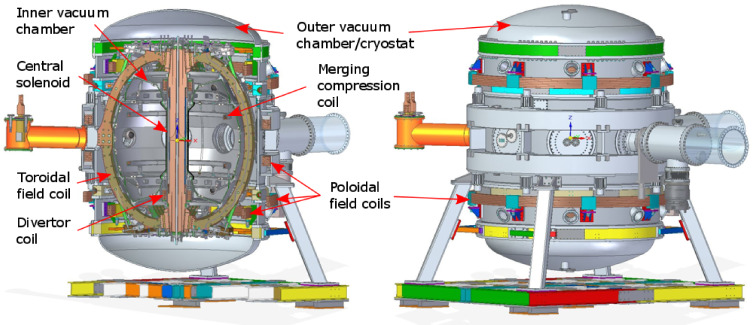 Inner vacuum
chamber
Outer vacuum
chamber/cryostat
Central
solenoid
Merging
compression
coil
Toroidal
field coil
Divertor
coil
Poloidal
field coils